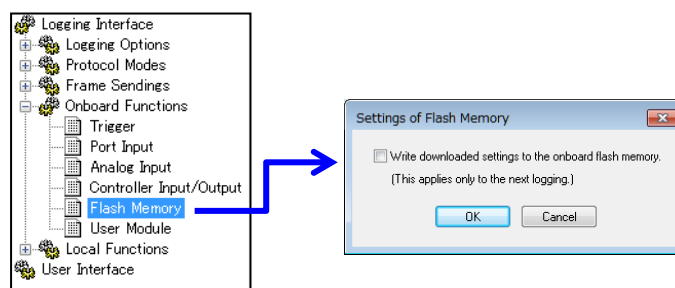 Logging Interface
Logging Options
Protocol Modes
Frame Sendings
Onboard Functions
Trigger
Port Input
Analog Input
Controller Input/Output
Flash Memory
User Module
Local Functions
User Interface
Settings of Flash Memory
Write downloaded settings to the onboard flash memory.
(This applies only to the next logging.)
OK Cancel